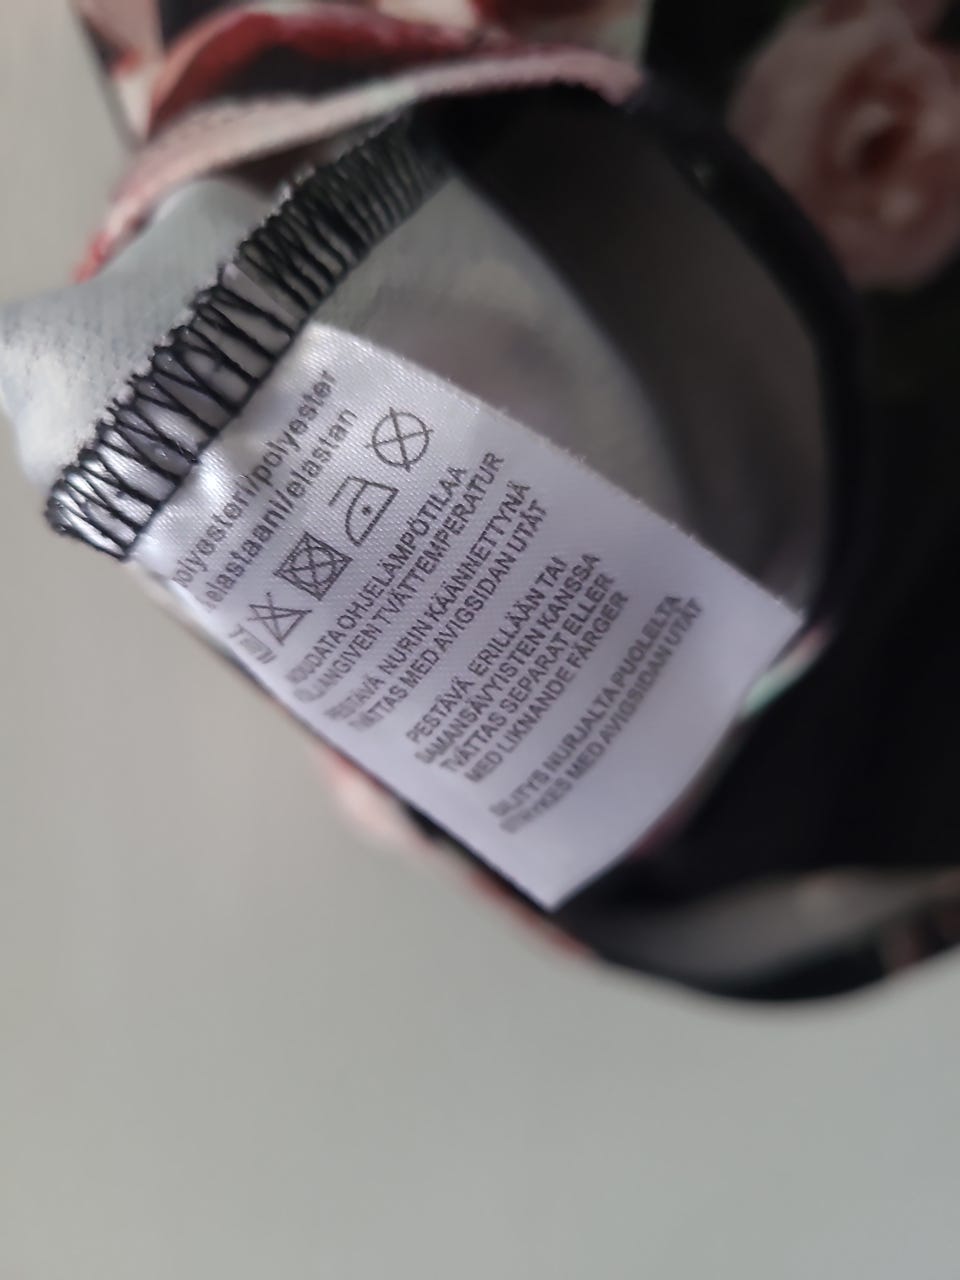 polyesteri/polyester
elastaani/elastan
NOUDATA OHJELAMPÖTILAA
ANGIVEN TVÄTTEMPERATUR
PESTÄVÄ NURIN KÄÄNNETTYNÄ
TVÄTTAS MED AVIGSIDAN UTÅT
PESTÄVÄ ERILLÄÄN TAI
SAMANSÄVYISTEN KANSSA
TVÄTTAS SEPARAT ELLER
MED LIKNANDE FÄRGER
SILITYS NURJALTA PUOLELTA
STRYKES MED AVIGSIDAN UTÅT